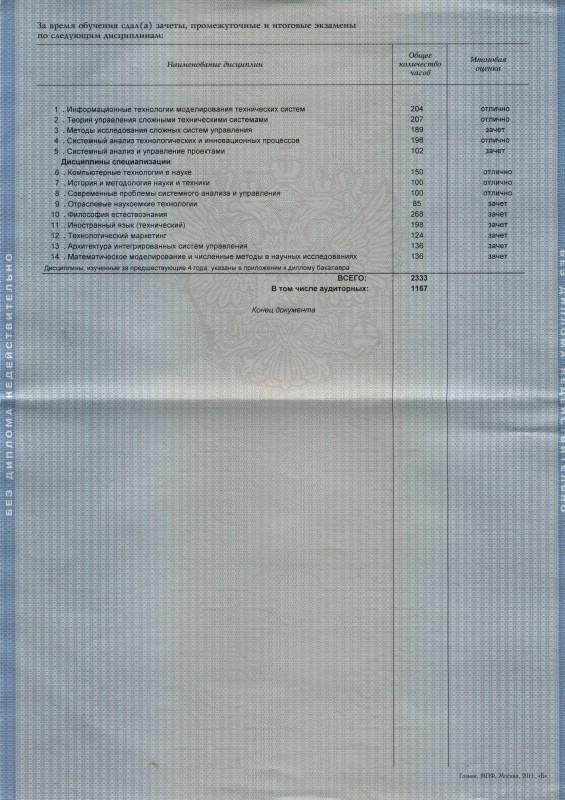 За время обучения сдал(а) зачеты, промежуточные и итоговые экзамены
по следующим дисциплинам:
Наименование дисциплин Общее количество часов Итоговая оценка
1 . Информационные технологии моделирования технических систем 204 отлично
2 . Теория управления сложными техническими системами 207 отлично
3 . Методы исследования сложных систем управления 189 зачет
4 . Системный анализ технологических и инновационных процессов 198 отлично
5 . Системный анализ и управление проектами 102 зачет
Дисциплины специализации
6 . Компьютерные технологии в науке 150 отлично
7 . История и методология науки и техники 100 отлично
8 . Современные проблемы системного анализа и управления 100 отлично
9 . Отраслевые наукоемкие технологии 85 зачет
10 . Философия естествознания 268 зачет
11 . Иностранный язык (технический) 198 зачет
12 . Технологический маркетинг 124 зачет
13 . Архитектура интегрированных систем управления 136 зачет
14 . Математическое моделирование и численные методы в научных исследованиях 136 зачет
Дисциплины, изученные за предшествующие 4 года, указаны в приложении к диплому бакалавра
ВСЕГО: 2333
В том числе аудиторных: 1167
Конец документа
БЕЗ ДИПЛОМА НЕДЕЙСТВИТЕЛЬНО
БЕЗ ДИПЛОМА НЕДЕЙСТВИТЕЛЬНО
Гознак, МПФ, Москва, 2011, «В».